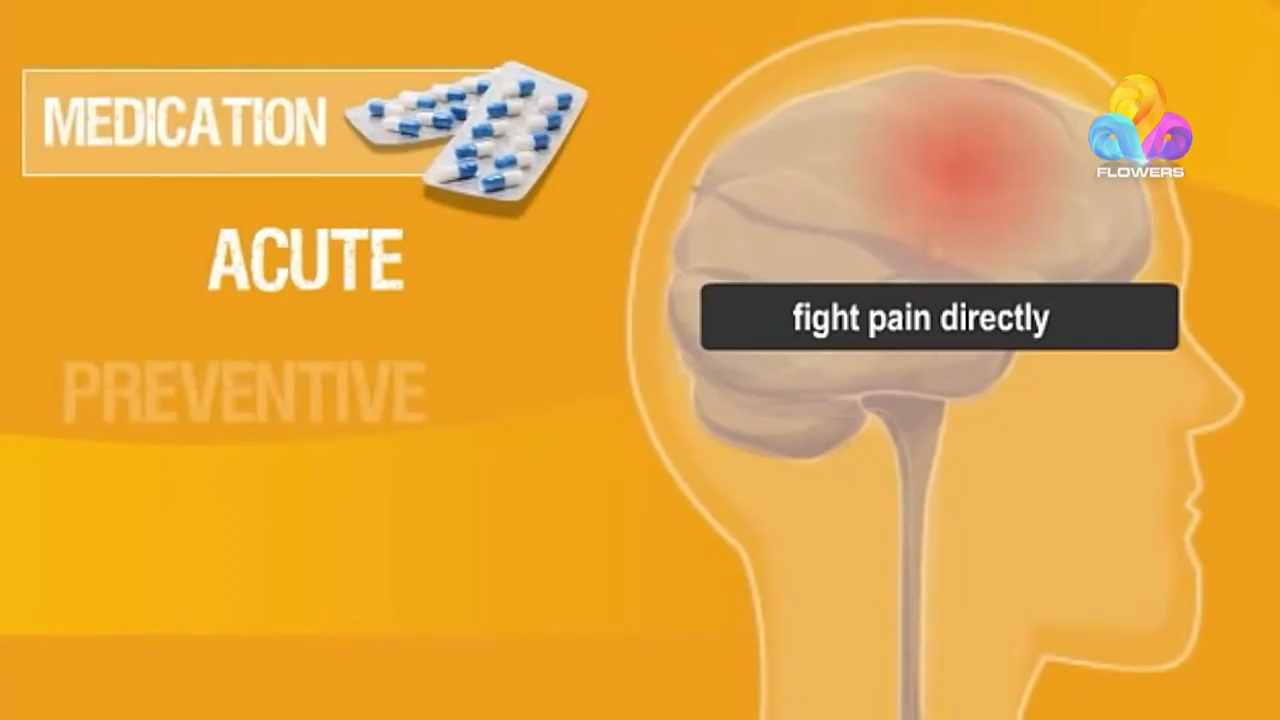 MEDICATION
ACUTE
PREVENTIVE
fight pain directly
FLOWERS